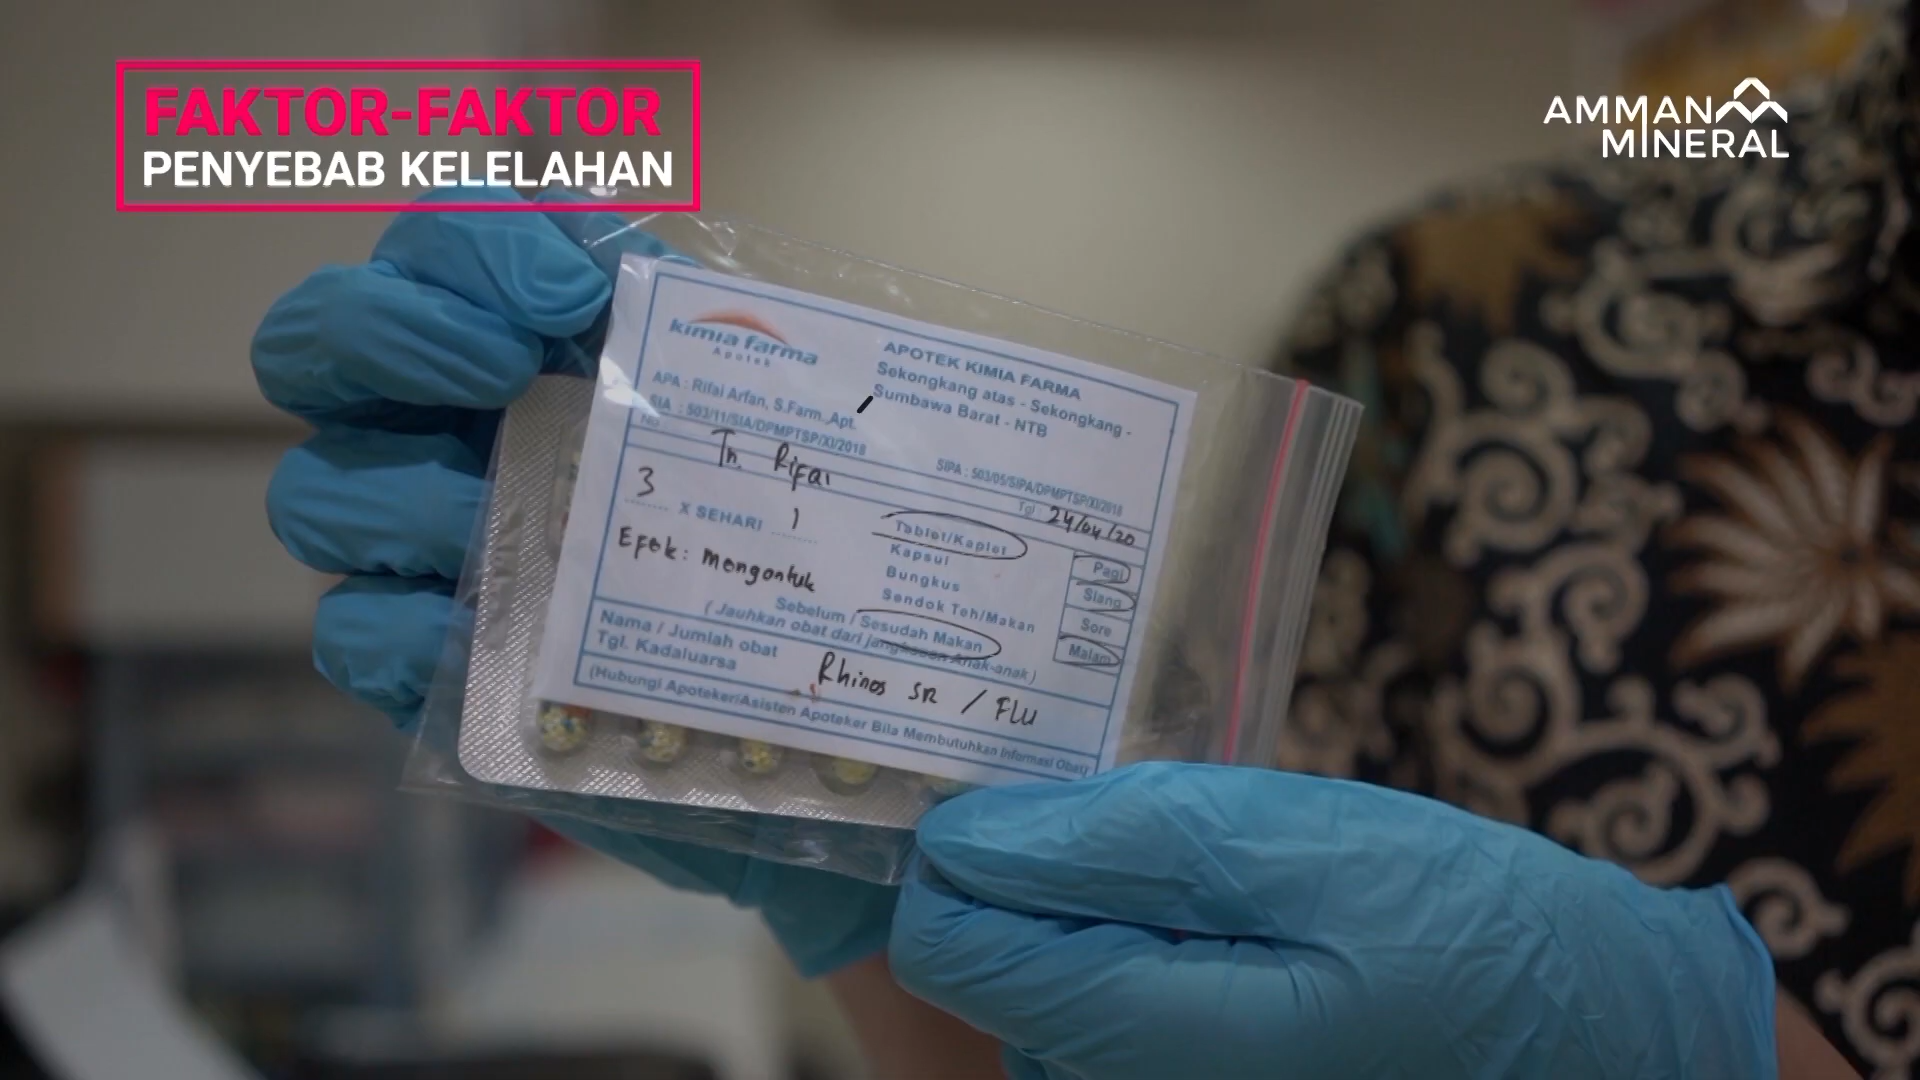 FAKTOR-FAKTOR
PENYEBAB KELELAHAN
AMMAN
MINERAL
kimia farma
Apotek
APOTEK KIMIA FARMA
Sekongkang atas - Sekongkang -
Sumbawa Barat - NTB
APA : Rifai Arfan, S.Farm.,Apt.
SIA : 503/11/SIA/DPMPTSP/XI/2018
SIPA : 503/05/SIPA/DPMPTSP/XI/2018
No :
Tgl : 24/04/20
Tn. Rifai
3 X SEHARI 1
Tablet/Kaplet
Kapsul
Bungkus
Sendok Teh/Makan
Pagi
Siang
Sore
Malam
Efek: Mengantuk
Sebelum / Sesudah Makan
(Jauhkan obat dari jangkauan Anak-anak)
Nama / Jumlah obat
Tgl. Kadaluarsa
Rhinos SR / FLU
(Hubungi Apoteker/Asisten Apoteker Bila Membutuhkan Informasi Obat)